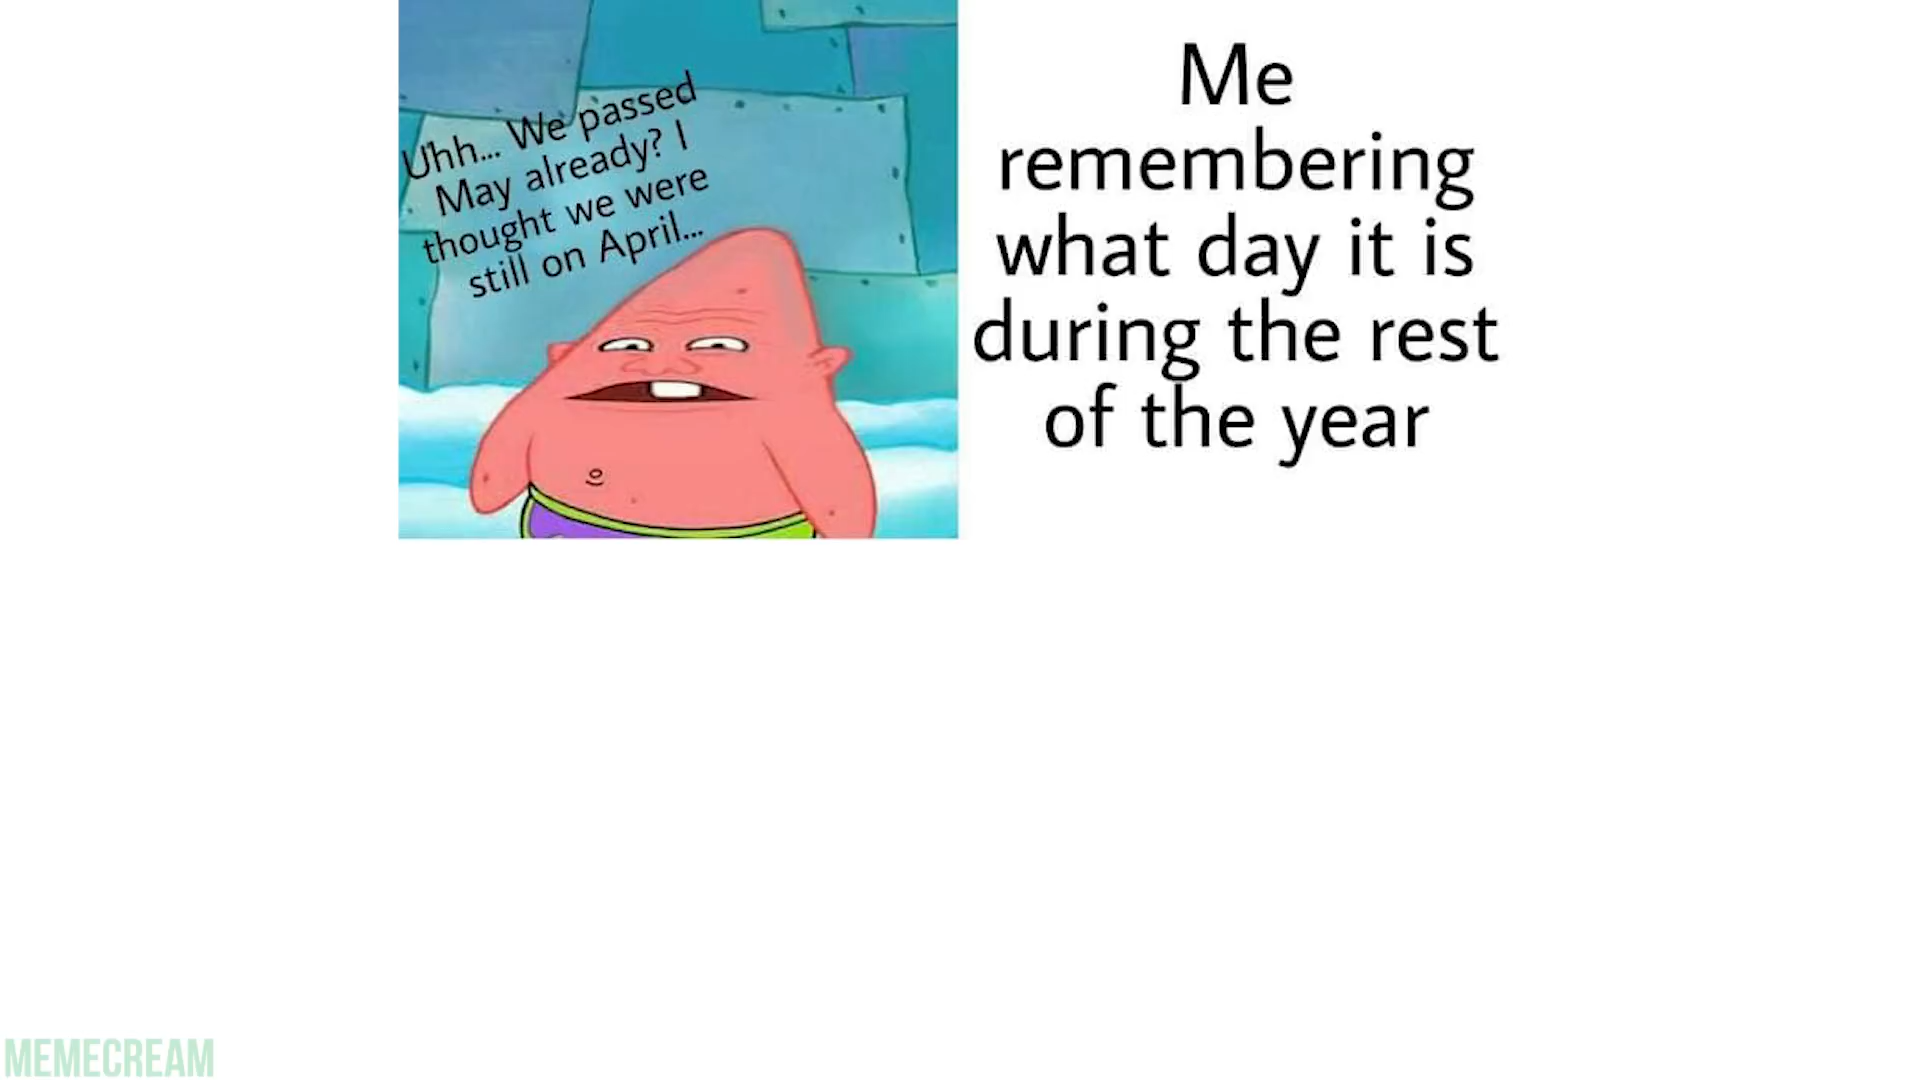 Uhh... We passed
May already? I
thought we were
still on April...
Me
remembering
what day it is
during the rest
of the year
MEMECREAM